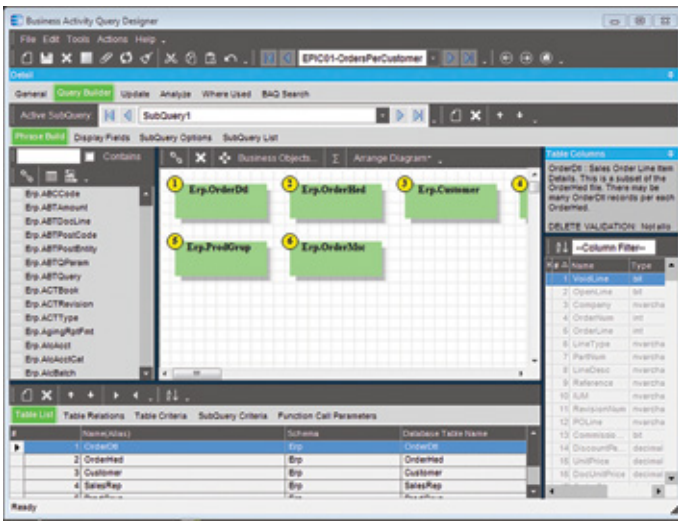 Business Activity Query Designer
File Edit Tools Actions Help
EPIC01-OrdersPerCustomer
Detail
General Query Builder Update Analyze Where Used BAQ Search
Active SubQuery: SubQuery1
Phrase Build Display Fields SubQuery Options SubQuery List
Contains
Business Objects... Σ Arrange Diagram
Erp.ABCCode
Erp.ABTAmount
Erp.ABTDocLine
Erp.ABTPostCode
Erp.ABTPostEntity
Erp.ABTQParam
Erp.ABTQuery
Erp.ACTBook
Erp.ACTRevision
Erp.ACTType
Erp.AgingRptFmt
Erp.AlcAcct
Erp.AlcAcctCat
Erp.AlcBatch
1 Erp.OrderDtl
2 Erp.OrderHed
3 Erp.Customer
4
5 Erp.ProdGrup
6 Erp.OrderMsc
Table Columns
OrderDtl : Sales Order Line Item
Details. This is a subset of the
OrderHed file. There may be
many OrderDtl records per each
OrderHed.
DELETE VALIDATION: Not allo
--Column Filter--
# Name Type
1 VoidLine bit
2 OpenLine bit
3 Company nvarcha
4 OrderNum int
5 OrderLine int
6 LineType nvarcha
7 PartNum nvarcha
8 LineDesc nvarcha
9 Reference nvarcha
10 IUM nvarcha
11 RevisionNum nvarcha
12 POLine nvarcha
13 Commissio... bit
14 DiscountPe... decimal
15 UnitPrice decimal
16 DocUnitPrice decimal
Table List Table Relations Table Criteria SubQuery Criteria Function Call Parameters
# Name(Alias) Schema Database Table Name
1 OrderDtl Erp OrderDtl
2 OrderHed Erp OrderHed
3 Customer Erp Customer
4 SalesRep Erp SalesRep
Ready